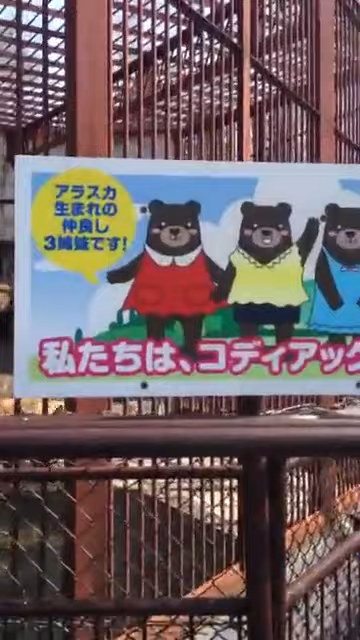 アラスカ
生まれの
仲良し
3姉妹です!
私たちは、コディアック